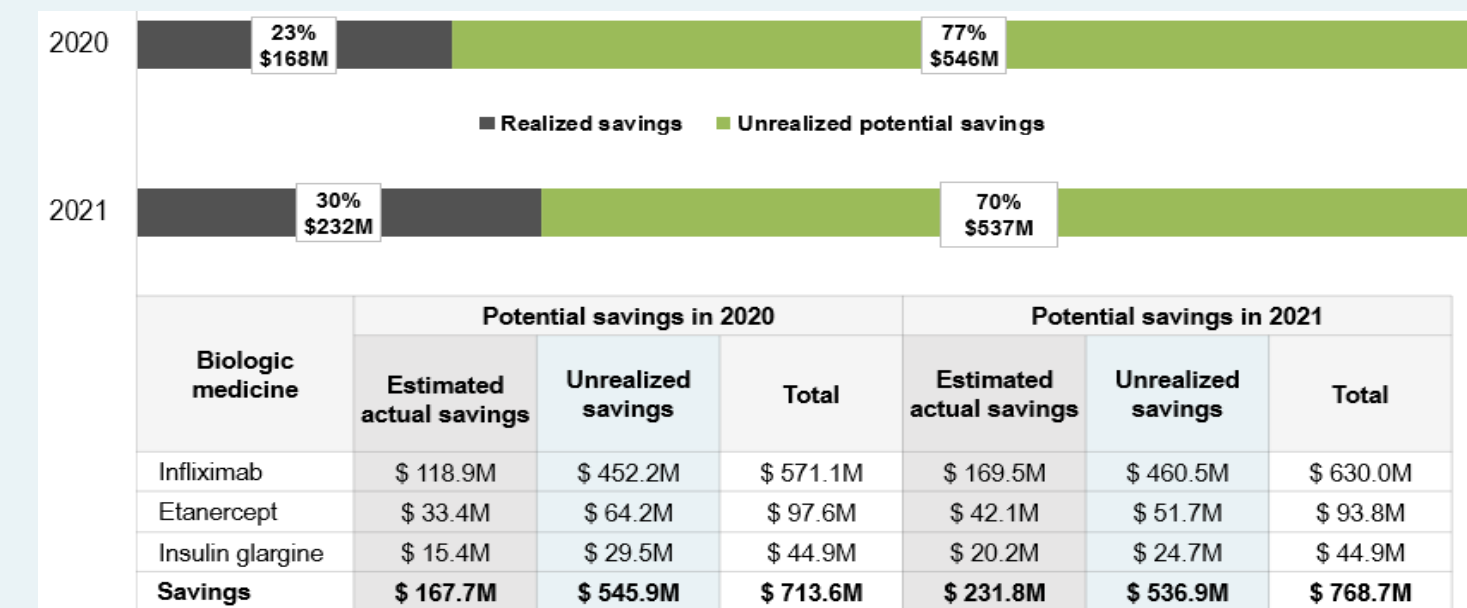 2020
23%
$168M
77%
$546M
Realized savings Unrealized potential savings
2021
30%
$232M
70%
$537M
Biologic medicine
Potential savings in 2020 Potential savings in 2021
Estimated actual savings
Unrealized savings
Total
Estimated actual savings
Unrealized savings
Total
Infliximab $ 118.9M $ 452.2M $ 571.1M $ 169.5M $ 460.5M $ 630.0M
Etanercept $ 33.4M $ 64.2M $ 97.6M $ 42.1M $ 51.7M $ 93.8M
Insulin glargine $ 15.4M $ 29.5M $ 44.9M $ 20.2M $ 24.7M $ 44.9M
Savings $ 167.7M $ 545.9M $ 713.6M $ 231.8M $ 536.9M $ 768.7M